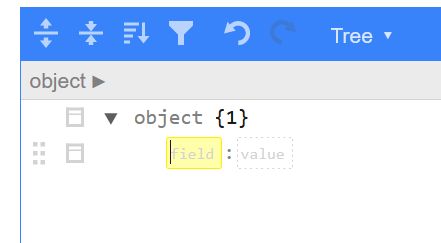 Tree ▼
object ►
▼ object {1}
field : value